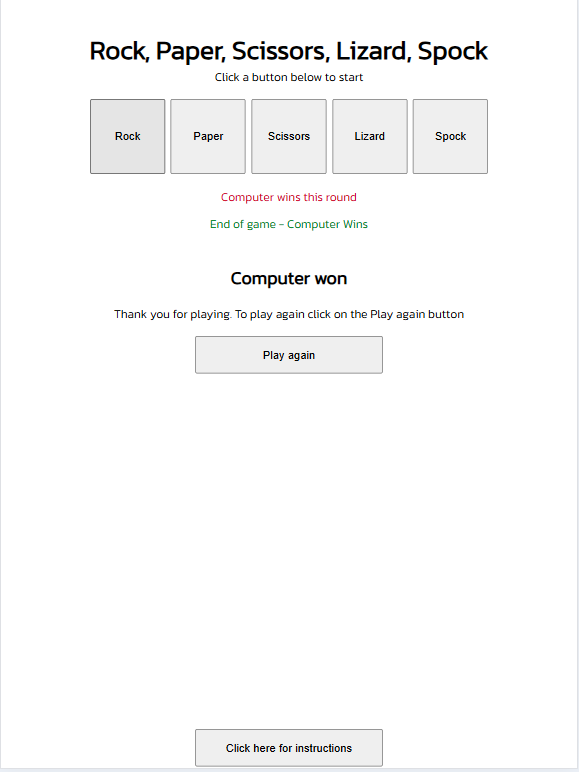 Rock, Paper, Scissors, Lizard, Spock
Click a button below to start
Rock Paper Scissors Lizard Spock
Computer wins this round
End of game - Computer Wins
Computer won
Thank you for playing. To play again click on the Play again button
Play again
Click here for instructions